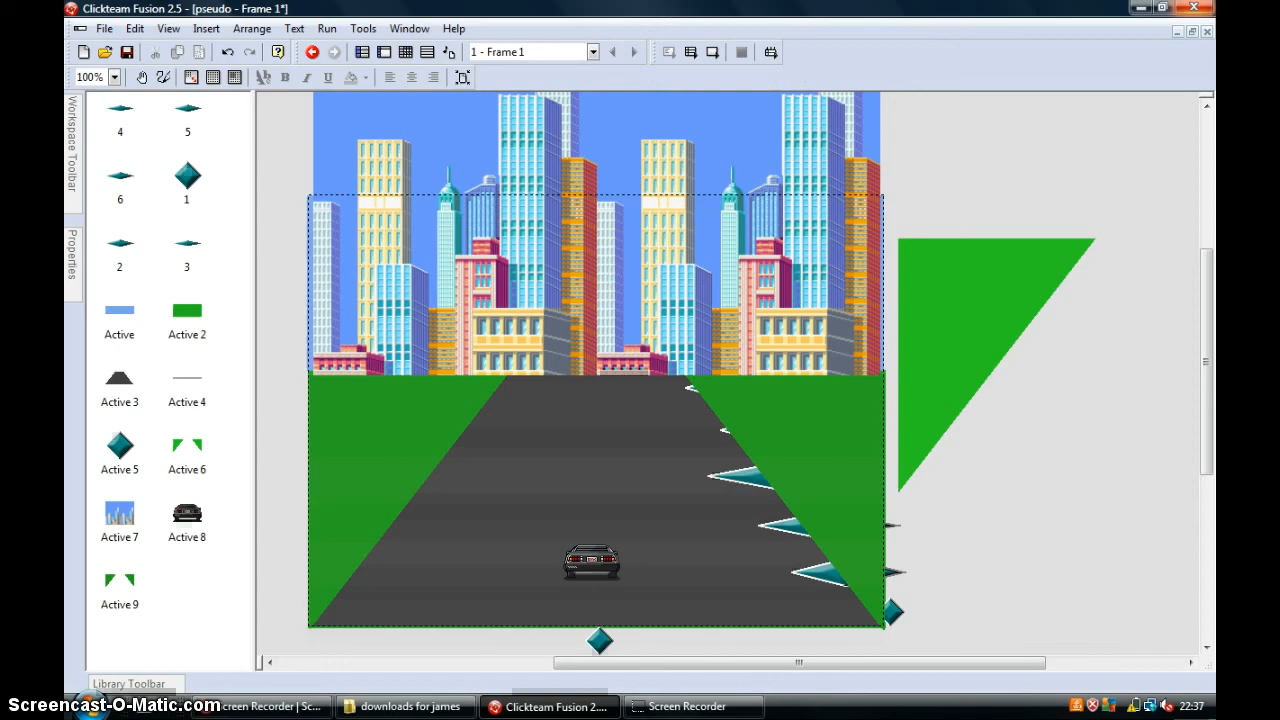 Clickteam Fusion 2.5 - [pseudo - Frame 1*]
File Edit View Insert Arrange Text Run Tools Window Help
1 - Frame 1
100% B I U
Workspace Toolbar
Properties
4 5
6 1
2 3
Active Active 2
Active 3 Active 4
Active 5 Active 6
Active 7 Active 8
Active 9
Library Toolbar
Screencast-O-Matic.com
creen Recorder | Sc...
downloads for james
Clickteam Fusion 2....
Screen Recorder
22:37